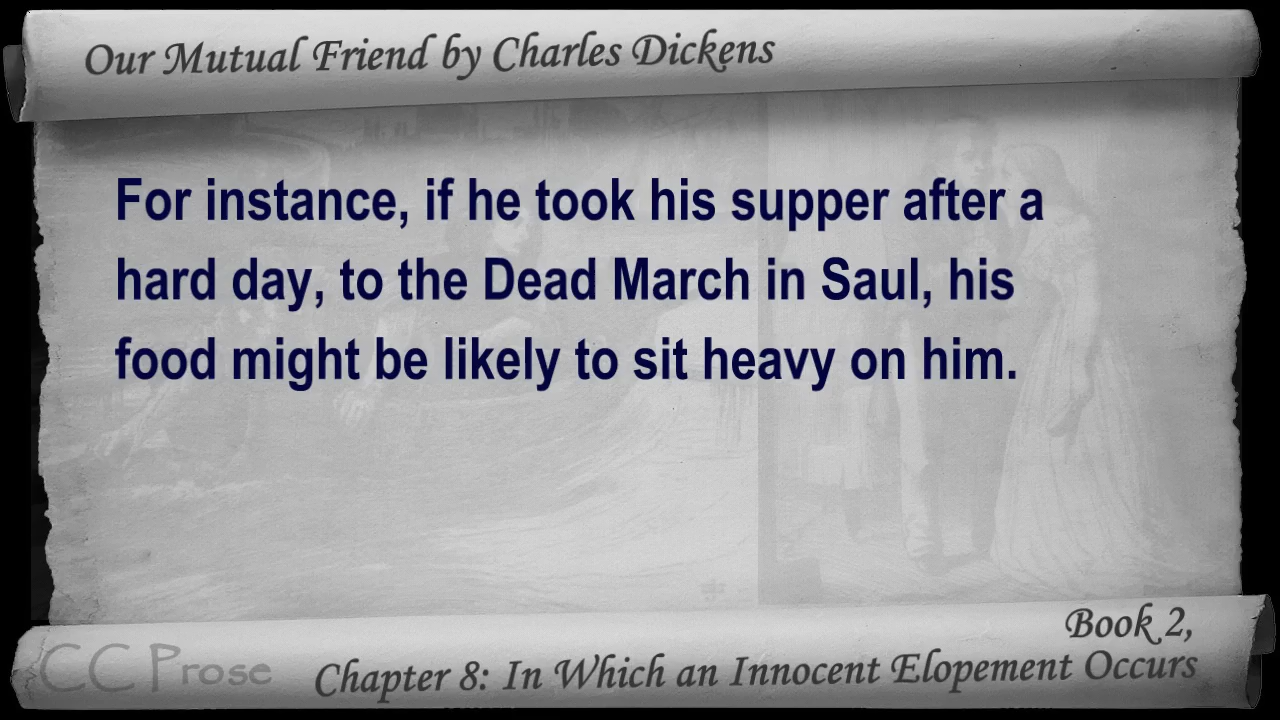 Our Mutual Friend by Charles Dickens
For instance, if he took his supper after a
hard day, to the Dead March in Saul, his
food might be likely to sit heavy on him.
Book 2,
CC Prose
Chapter 8: In Which an Innocent Elopement Occurs